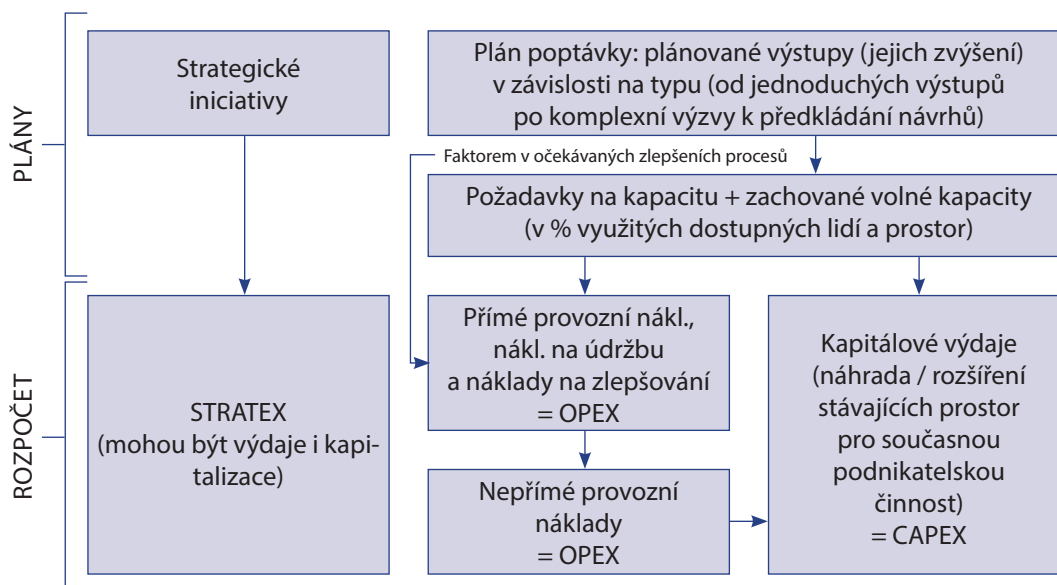 PLÁNY
Strategické
iniciativy
Plán poptávky: plánované výstupy (jejich zvýšení)
v závislosti na typu (od jednoduchých výstupů
po komplexní výzvy k předkládání návrhů)
Faktorem v očekávaných zlepšeních procesů
Požadavky na kapacitu + zachované volné kapacity
(v % využitých dostupných lidí a prostor)
ROZPOČET
STRATEX
(mohou být výdaje i kapi-
talizace)
Přímé provozní nákl.,
nákl. na údržbu
a náklady na zlepšování
= OPEX
Nepřímé provozní
náklady
= OPEX
Kapitálové výdaje
(náhrada / rozšíření
stávajících prostor
pro současnou
podnikatelskou
činnost)
= CAPEX